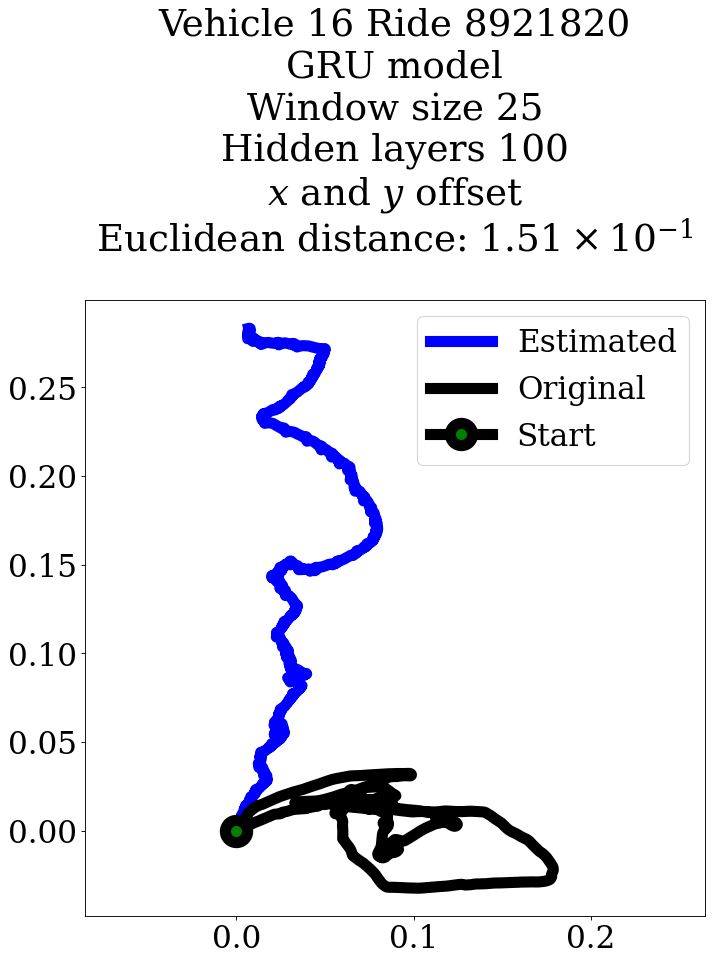 Vehicle 16 Ride 8921820
GRU model
Window size 25
Hidden layers 100
x and y offset
Euclidean distance: 1.51 × 10⁻¹
Estimated
Original
Start
0.25
0.20
0.15
0.10
0.05
0.00
0.0 0.1 0.2